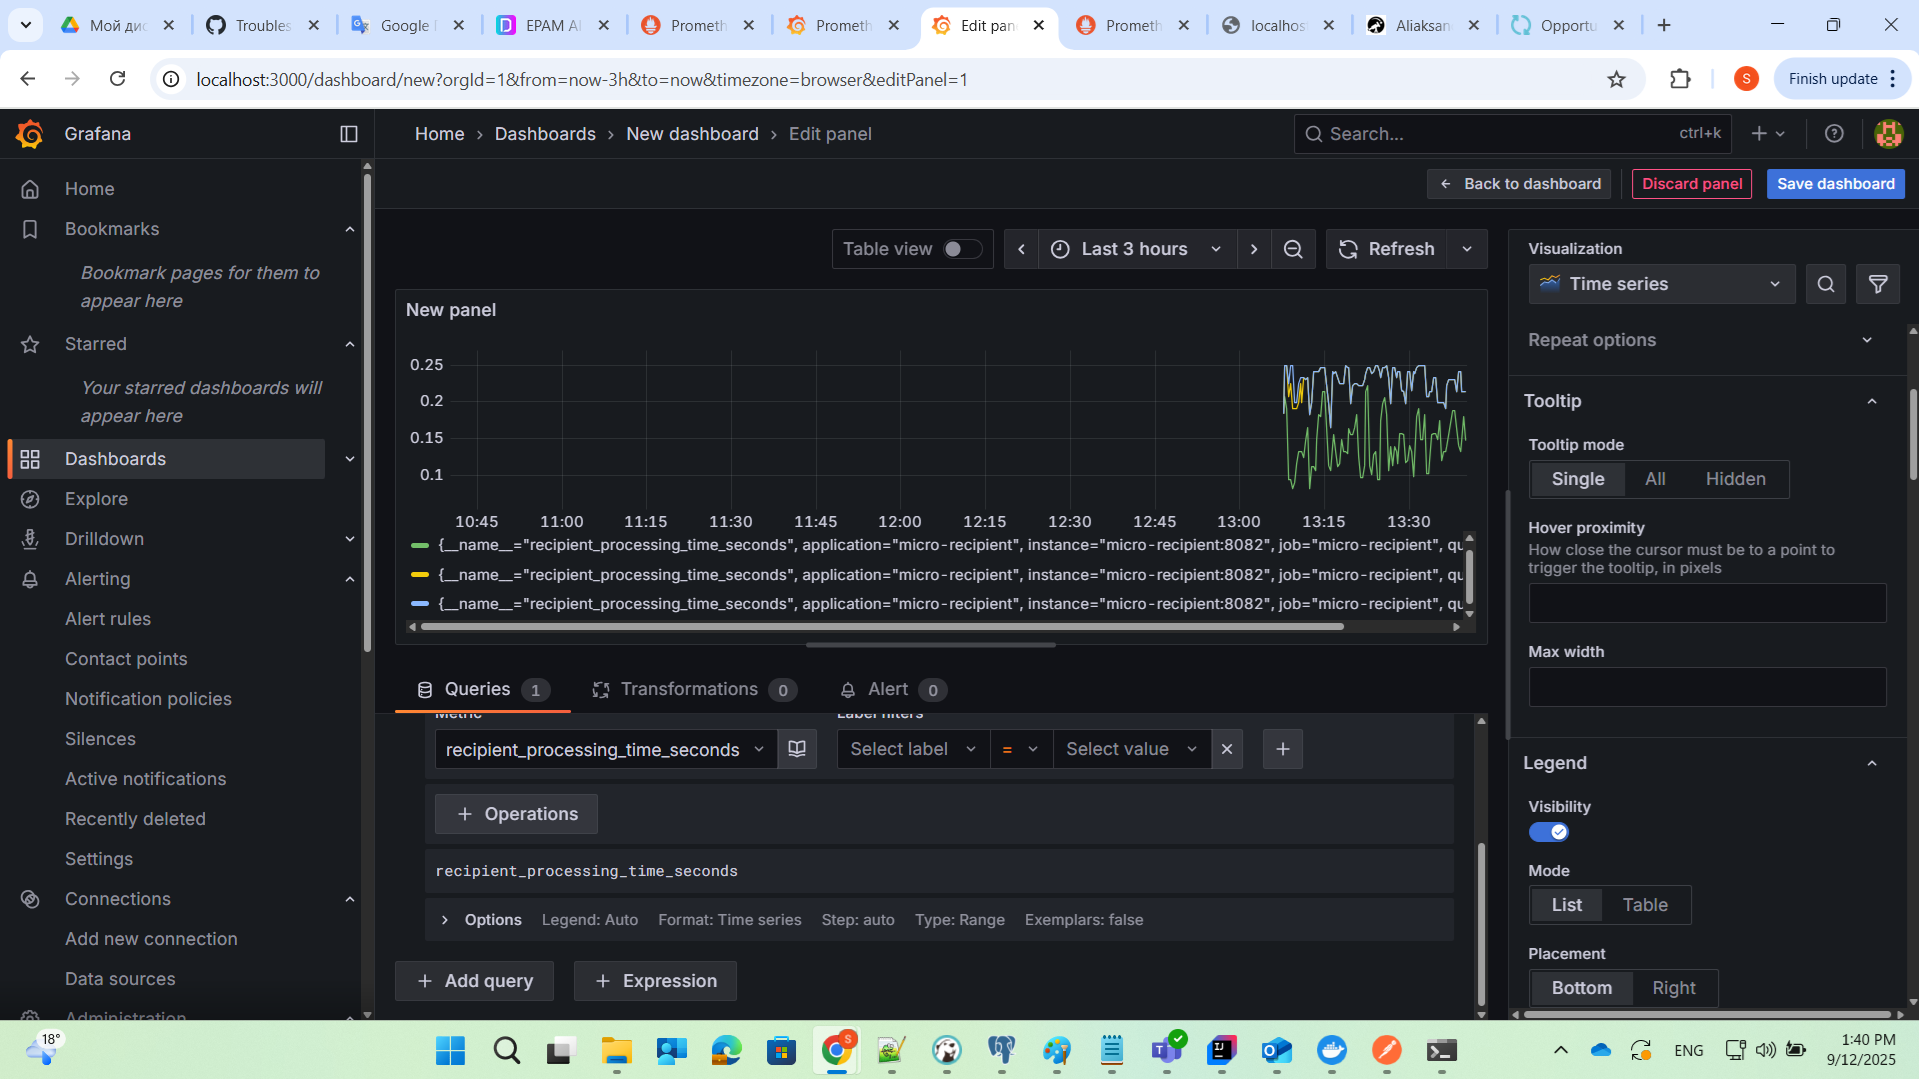 Мой дис
Troubles
Google
EPAM AI
Prometh
Prometh
Edit pan
Prometh
localhos
Aliaksan
Opportu
localhost:3000/dashboard/new?orgId=1&from=now-3h&to=now&timezone=browser&editPanel=1
S
Finish update
Grafana
Home › Dashboards › New dashboard › Edit panel
Search...
ctrl+k
Back to dashboard
Discard panel
Save dashboard
Home
Bookmarks
Bookmark pages for them to
appear here
Starred
Your starred dashboards will
appear here
Dashboards
Explore
Drilldown
Alerting
Alert rules
Contact points
Notification policies
Silences
Active notifications
Recently deleted
Settings
Connections
Add new connection
Data sources
Administration
Table view
Last 3 hours
Refresh
New panel
0.25
0.2
0.15
0.1
10:45 11:00 11:15 11:30 11:45 12:00 12:15 12:30 12:45 13:00 13:15 13:30
{__name__="recipient_processing_time_seconds", application="micro-recipient", instance="micro-recipient:8082", job="micro-recipient", qu
{__name__="recipient_processing_time_seconds", application="micro-recipient", instance="micro-recipient:8082", job="micro-recipient", qu
{__name__="recipient_processing_time_seconds", application="micro-recipient", instance="micro-recipient:8082", job="micro-recipient", qu
Queries 1
Transformations 0
Alert 0
Metric
Label filters
recipient_processing_time_seconds
Select label
=
Select value
+ Operations
recipient_processing_time_seconds
Options Legend: Auto Format: Time series Step: auto Type: Range Exemplars: false
+ Add query
+ Expression
Visualization
Time series
Repeat options
Tooltip
Tooltip mode
Single All Hidden
Hover proximity
How close the cursor must be to a point to
trigger the tooltip, in pixels
Max width
Legend
Visibility
Mode
List Table
Placement
Bottom Right
18°
S
ENG
1:40 PM
9/12/2025